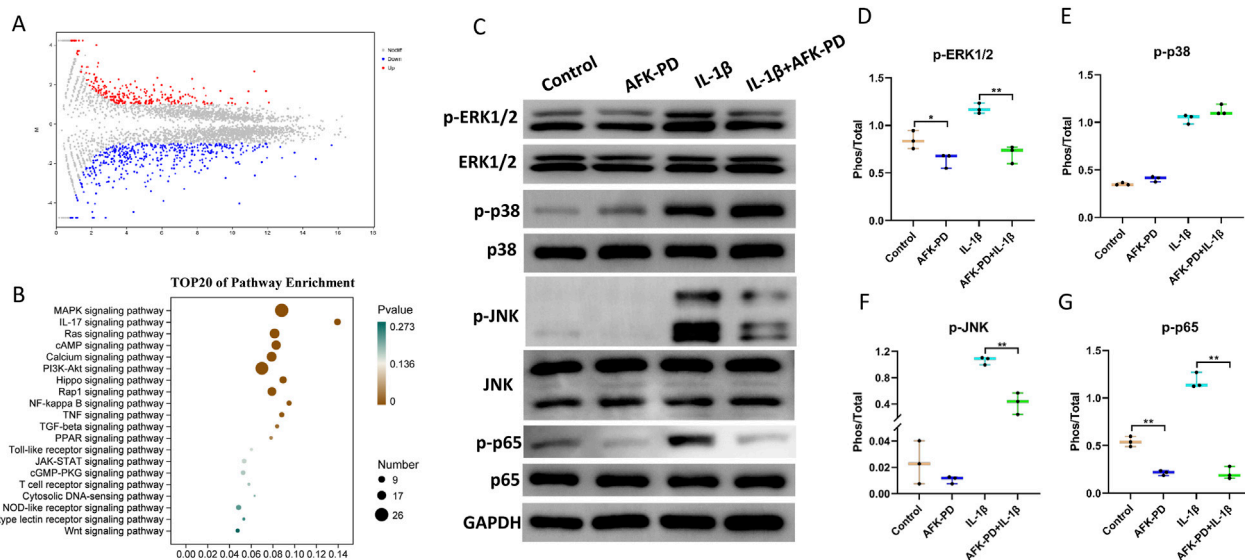 A
4
2
0
-2
-4
M
0 2 4 6 8 10 12 14 16 18
Down
Up
B
TOP20 of Pathway Enrichment
MAPK signaling pathway
IL-17 signaling pathway
Ras signaling pathway
cAMP signaling pathway
Calcium signaling pathway
PI3K-Akt signaling pathway
Hippo signaling pathway
Rap1 signaling pathway
NF-kappa B signaling pathway
TNF signaling pathway
TGF-beta signaling pathway
PPAR signaling pathway
Toll-like receptor signaling pathway
JAK-STAT signaling pathway
cGMP-PKG signaling pathway
T cell receptor signaling pathway
Cytosolic DNA-sensing pathway
NOD-like receptor signaling pathway
type lectin receptor signaling pathway
Wnt signaling pathway
0.00 0.02 0.04 0.06 0.08 0.10 0.12 0.14
Pvalue
0.273
0.136
0
Number
9
17
26
C
Control AFK-PD IL-1β IL-1β+AFK-PD
p-ERK1/2
ERK1/2
p-p38
p38
p-JNK
JNK
p-p65
p65
GAPDH
D
p-ERK1/2
Phos/Total
1.5
1.0
0.5
0.0
*
**
Control AFK-PD IL-1β AFK-PD+IL-1β
E
p-p38
Phos/Total
1.5
1.0
0.5
0.0
Control AFK-PD IL-1β AFK-PD+IL-1β
F
p-JNK
Phos/Total
1.2
0.8
0.4
0.04
0.02
0.00
**
Control AFK-PD IL-1β AFK-PD+IL-1β
G
p-p65
Phos/Total
1.5
1.0
0.5
0.0
**
**
Control AFK-PD IL-1β AFK-PD+IL-1β